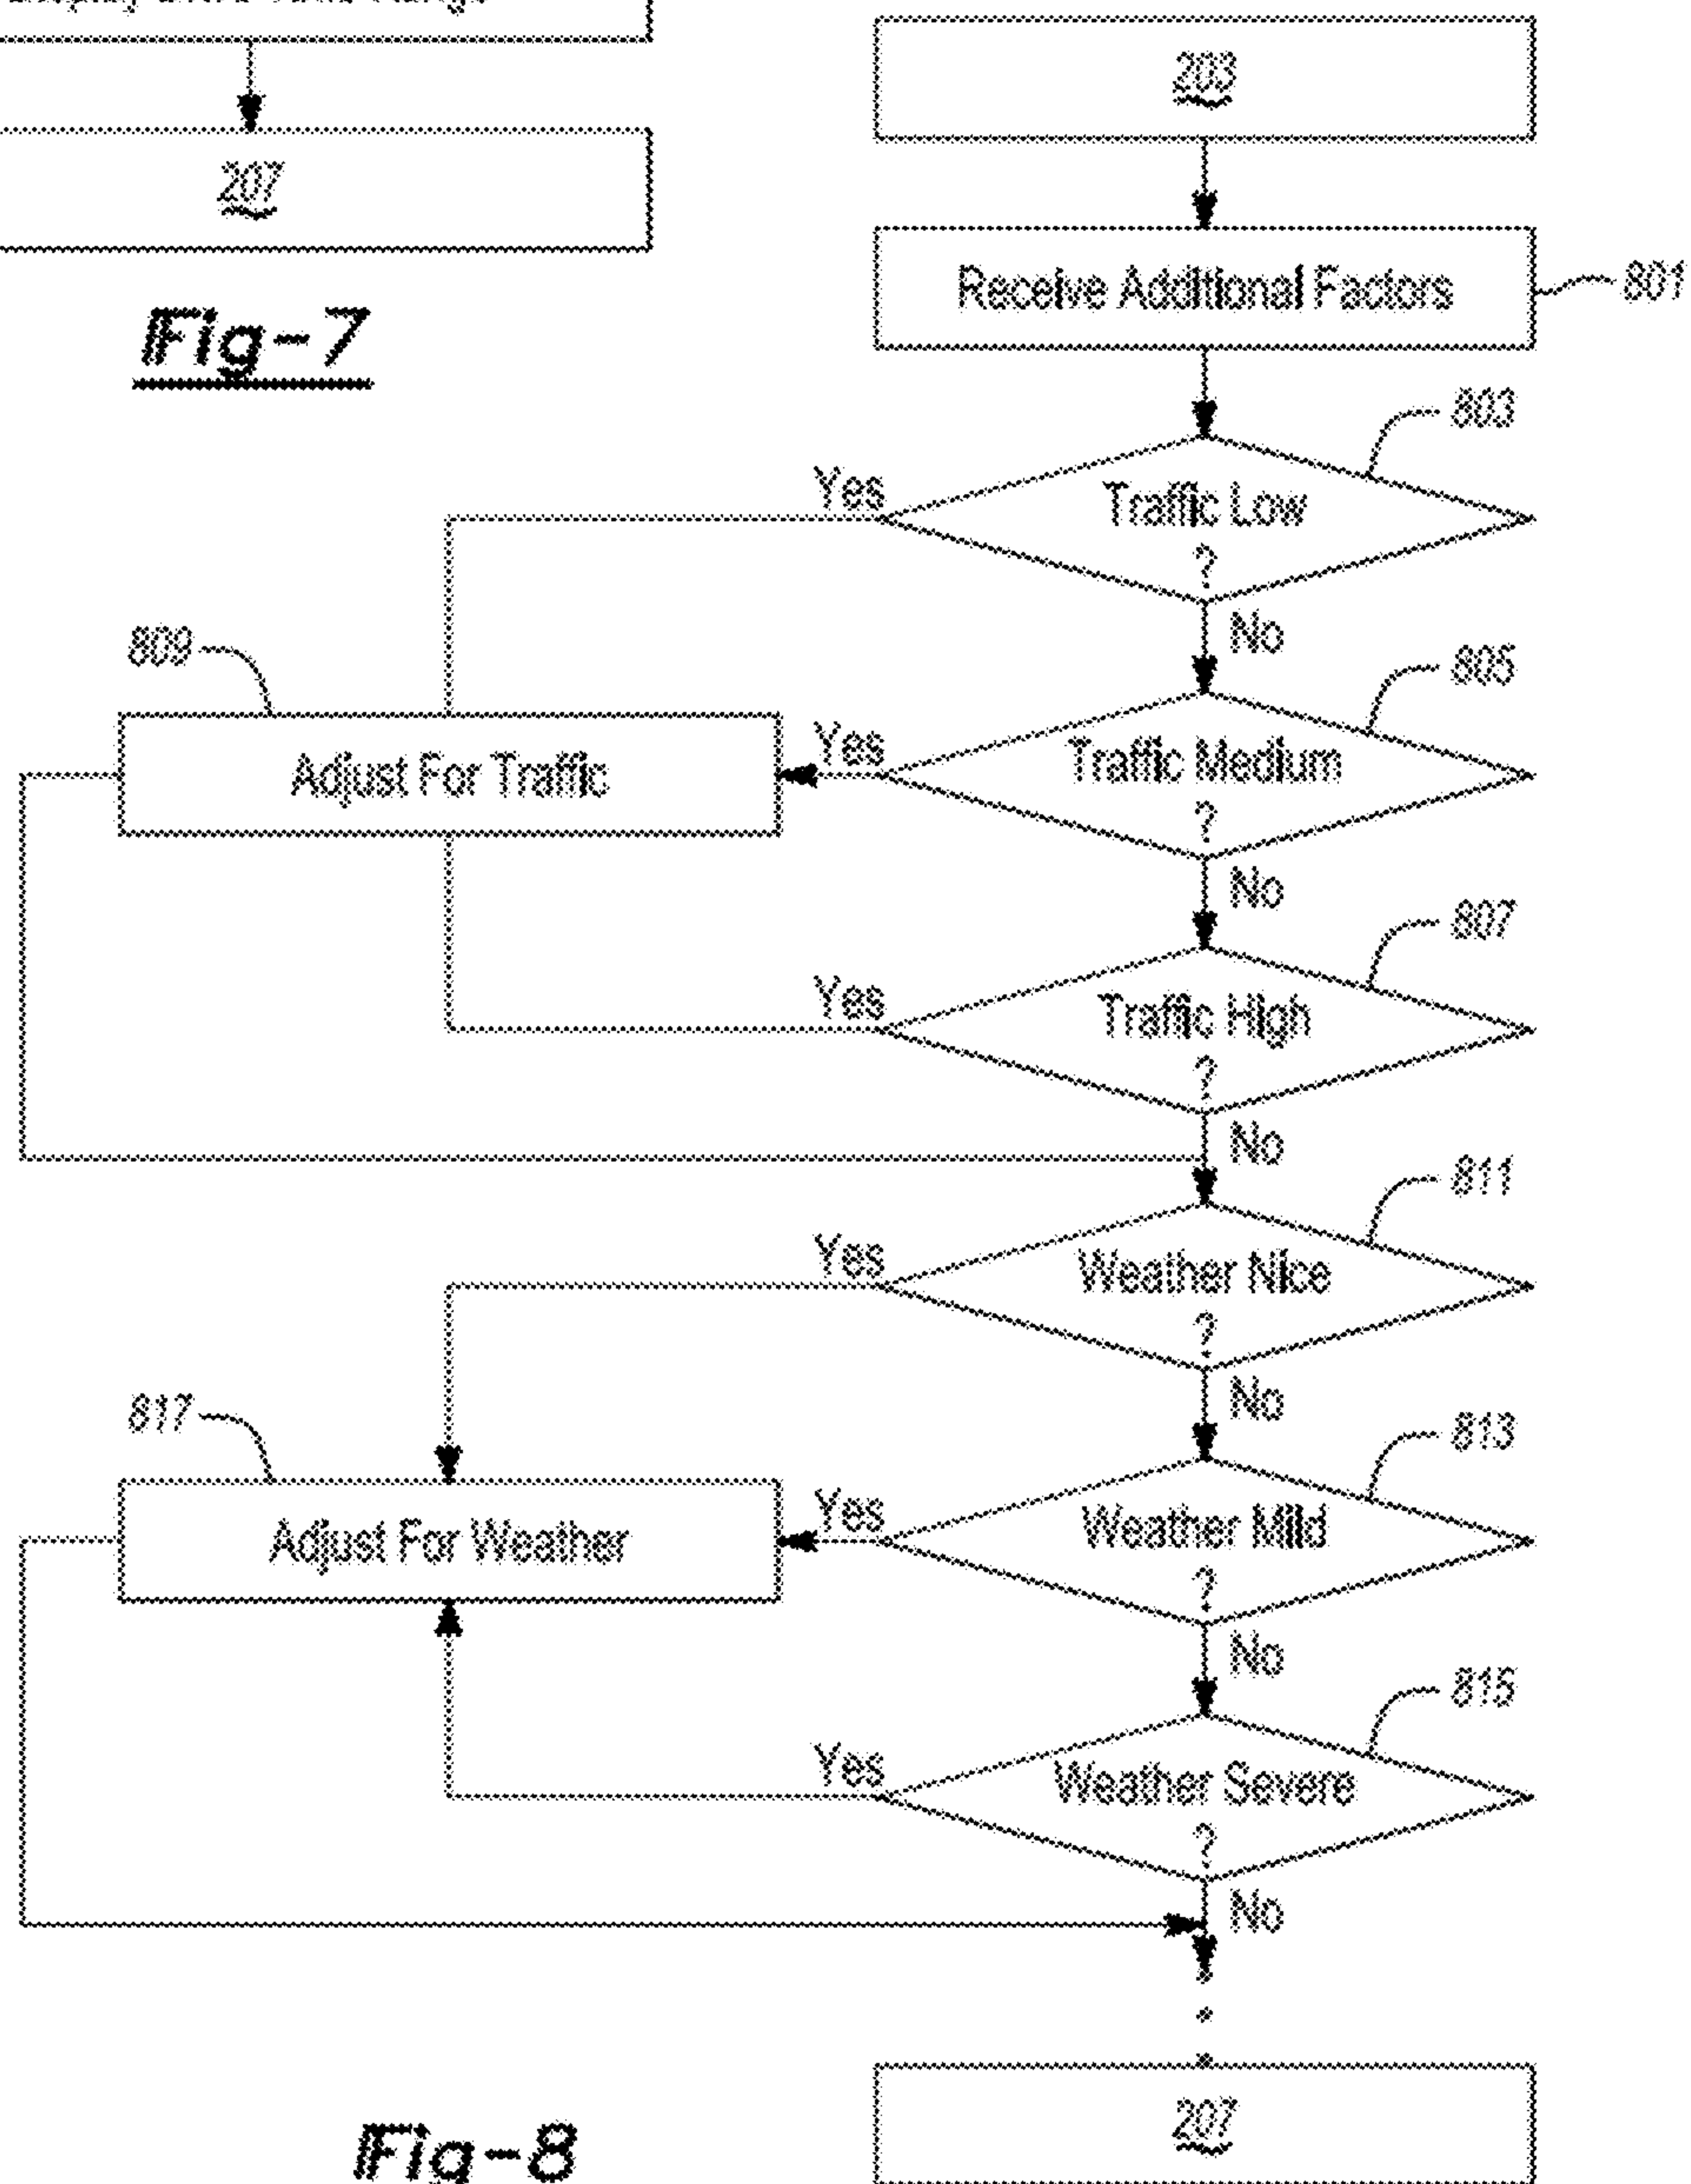 207
Fig-7
203
Receive Additional Factors
801
803
Yes
Traffic Low
?
No
809
805
Adjust For Traffic
Yes
Traffic Medium
?
No
807
Yes
Traffic High
?
No
811
Yes
Weather Nice
?
No
817
813
Adjust For Weather
Yes
Weather Mild
?
No
815
Yes
Weather Severe
?
No
207
Fig-8